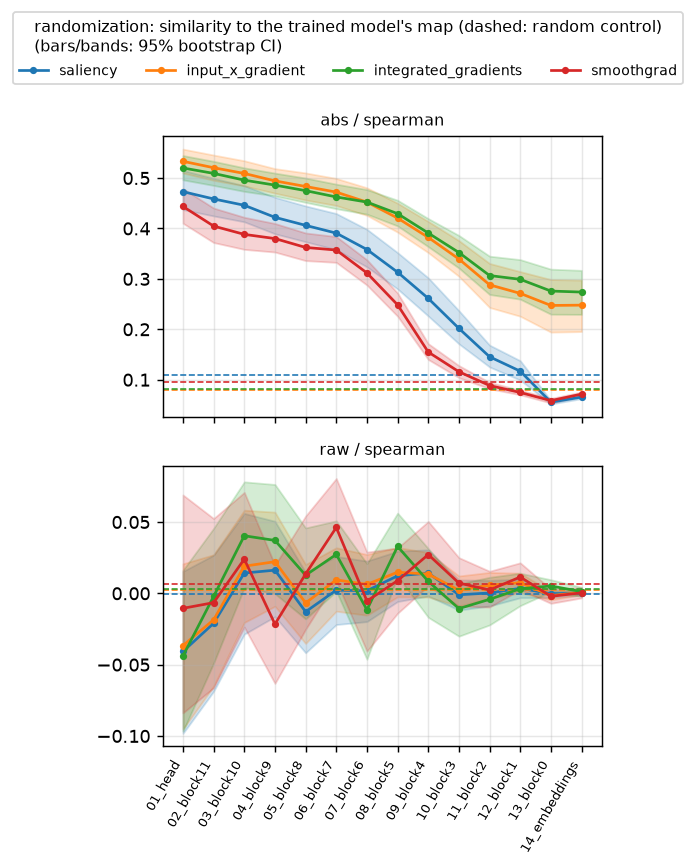 randomization: similarity to the trained model's map (dashed: random control)
(bars/bands: 95% bootstrap CI)
saliency input_x_gradient integrated_gradients smoothgrad
abs / spearman
0.5
0.4
0.3
0.2
0.1
raw / spearman
0.05
0.00
−0.05
−0.10
01_head
02_block11
03_block10
04_block9
05_block8
06_block7
07_block6
08_block5
09_block4
10_block3
11_block2
12_block1
13_block0
14_embeddings